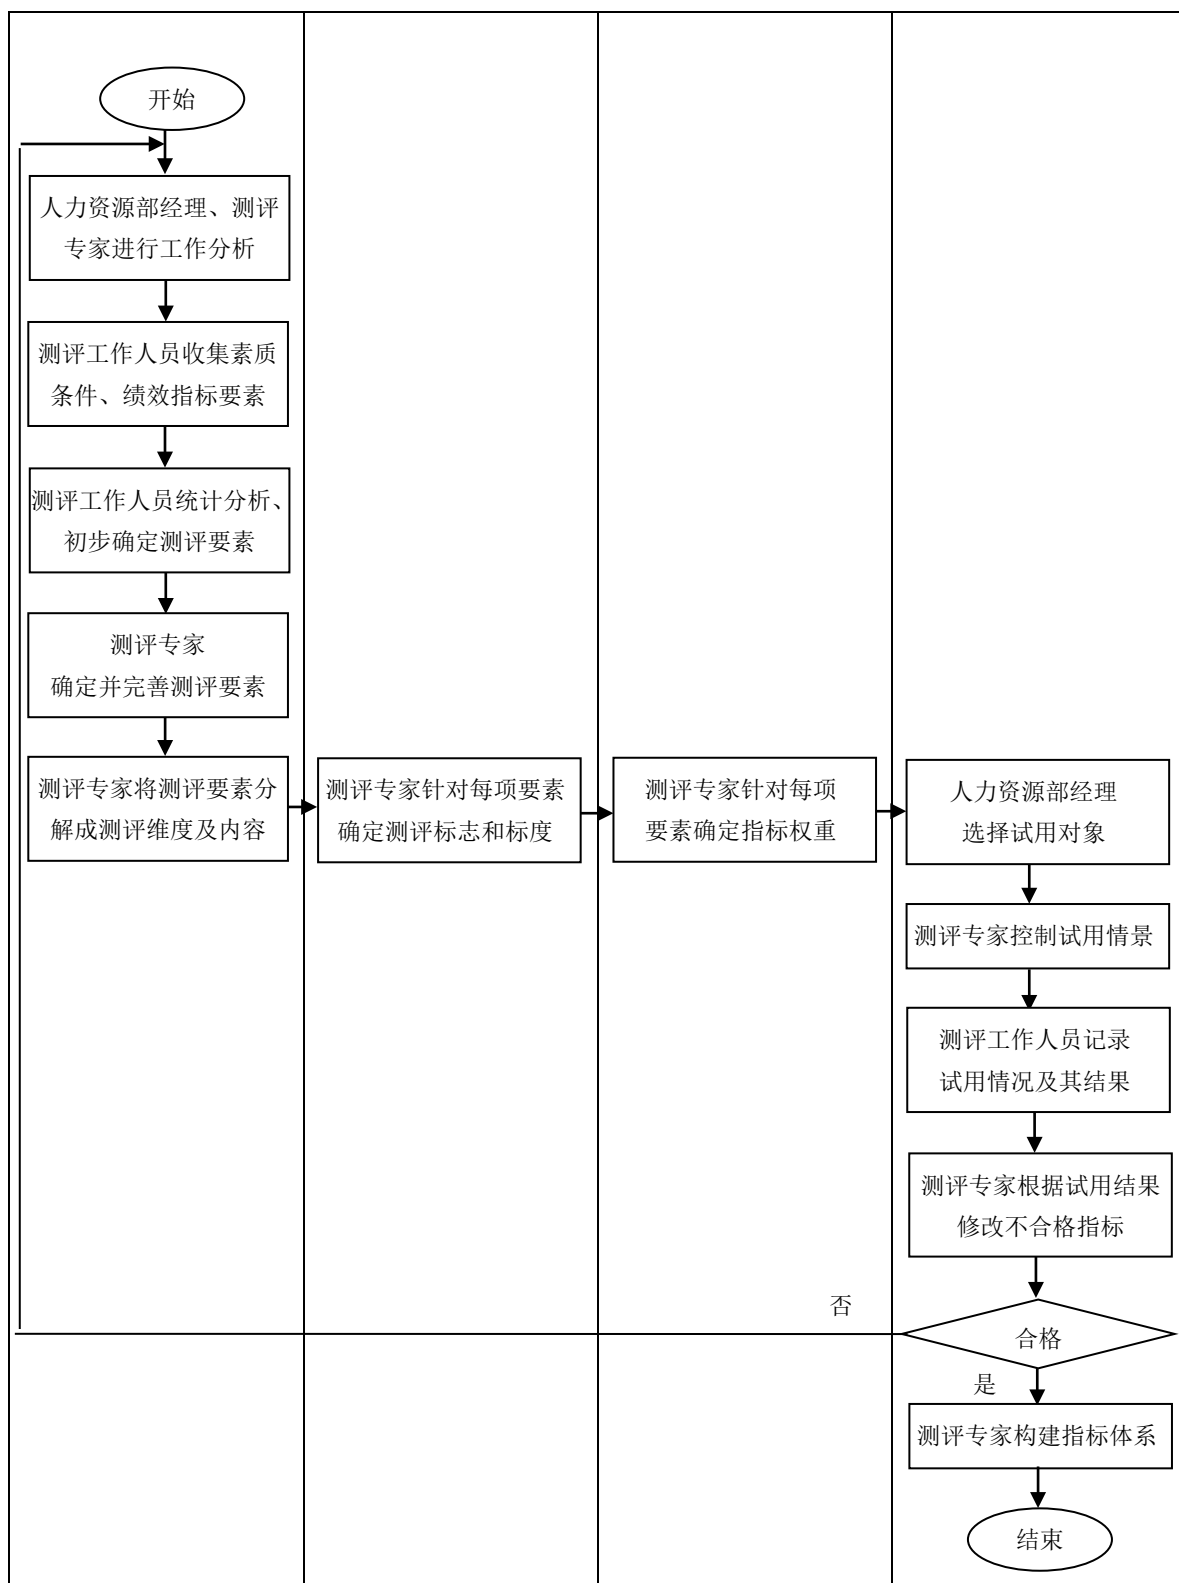 开始
人力资源部经理、测评
专家进行工作分析
测评工作人员收集素质
条件、绩效指标要素
测评工作人员统计分析、
初步确定测评要素
测评专家
确定并完善测评要素
测评专家将测评要素分
解成测评维度及内容
测评专家针对每项要素
确定测评标志和标度
测评专家针对每项
要素确定指标权重
人力资源部经理
选择试用对象
测评专家控制试用情景
测评工作人员记录
试用情况及其结果
测评专家根据试用结果
修改不合格指标
否
合格
是
测评专家构建指标体系
结束